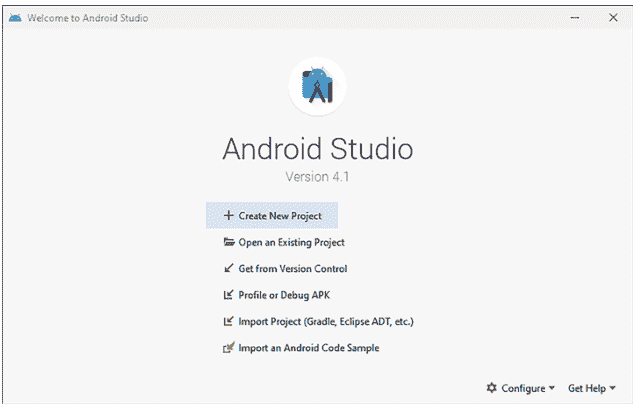 Welcome to Android Studio
Android Studio
Version 4.1
Create New Project
Open an Existing Project
Get from Version Control
Profile or Debug APK
Import Project (Gradle, Eclipse ADT, etc.)
Import an Android Code Sample
Configure Get Help